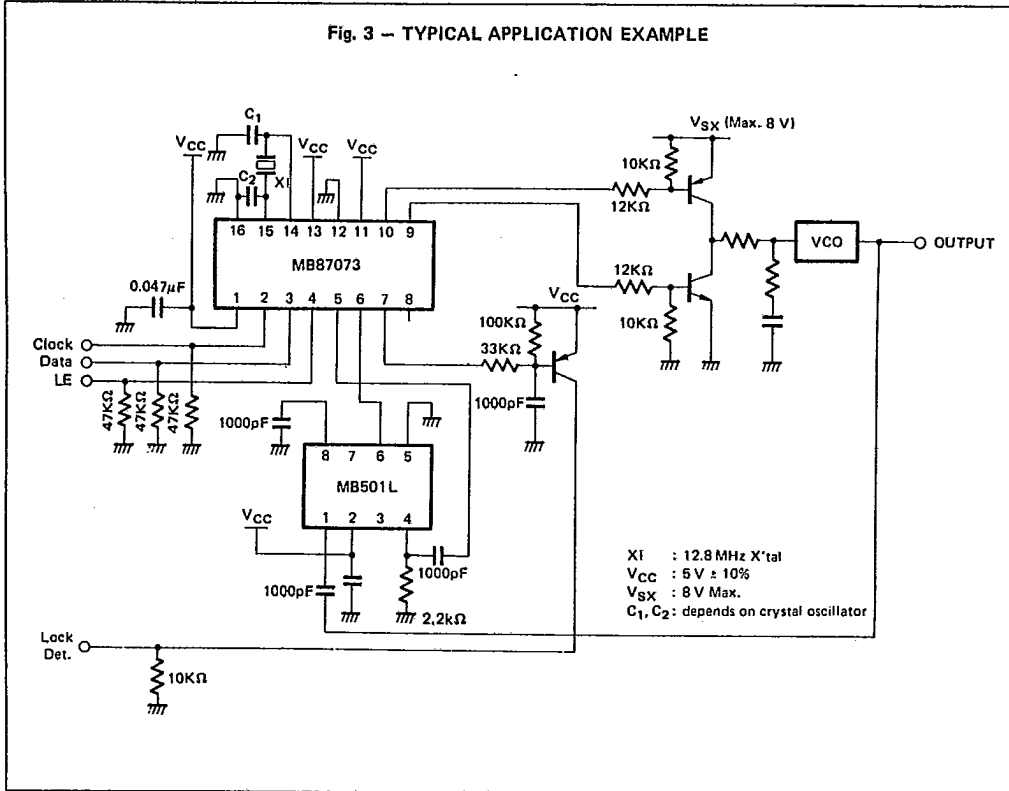 Fig. 3 — TYPICAL APPLICATION EXAMPLE
C1
VCC
VCC
VCC
C2
XI
VSX (Max. 8 V)
10KΩ
12KΩ
16 15 14 13 12 11 10 9
MB87073
1 2 3 4 5 6 7 8
VCO
OUTPUT
0.047μF
12KΩ
10KΩ
VCC
100KΩ
33KΩ
1000pF
Clock
Data
LE
47KΩ
47KΩ
47KΩ
1000pF
8 7 6 5
MB501L
1 2 3 4
VCC
1000pF
1000pF
2.2kΩ
XI : 12.8 MHz X'tal
VCC : 5 V ± 10%
VSX : 8 V Max.
C1, C2 : depends on crystal oscillator
Lock
Det.
10KΩ